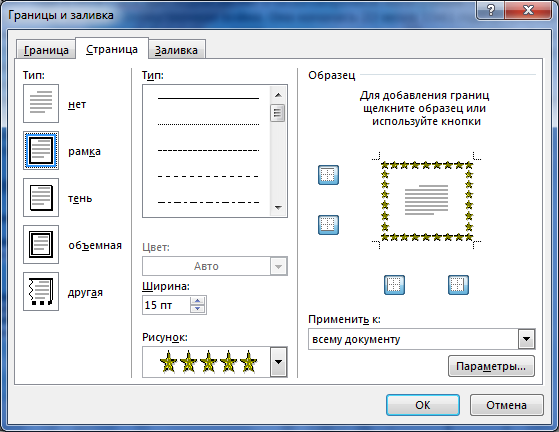 Границы и заливка
Граница
Страница
Заливка
Тип:
нет
рамка
тень
объемная
другая
Тип:
Цвет:
Авто
Ширина:
15 пт
Рисунок:
Образец
Для добавления границ
щелкните образец или
используйте кнопки
Применить к:
всему документу
Параметры...
ОК
Отмена